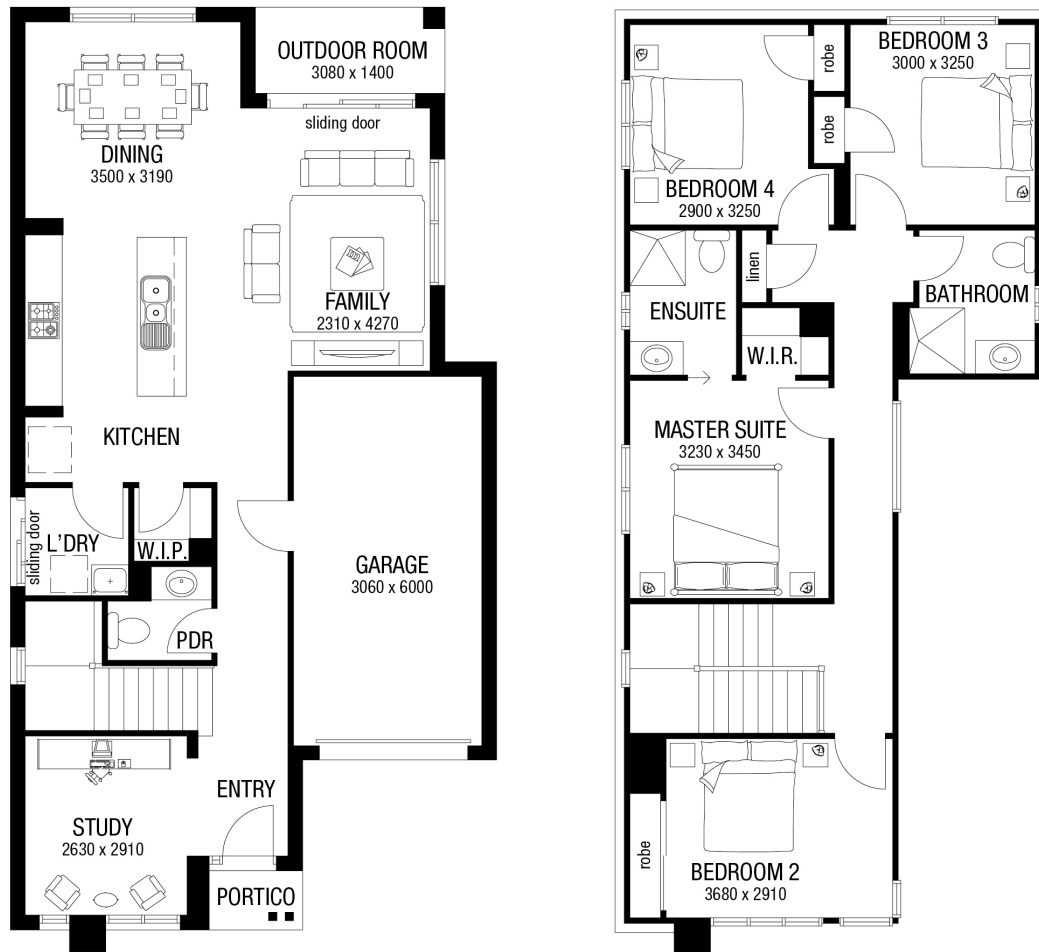 OUTDOOR ROOM
3080 x 1400
sliding door
DINING
3500 x 3190
FAMILY
2310 x 4270
KITCHEN
sliding door
L'DRY
W.I.P.
GARAGE
3060 x 6000
PDR
ENTRY
STUDY
2630 x 2910
PORTICO
BEDROOM 3
3000 x 3250
robe
robe
BEDROOM 4
2900 x 3250
linen
ENSUITE
BATHROOM
W.I.R.
MASTER SUITE
3230 x 3450
robe
BEDROOM 2
3680 x 2910